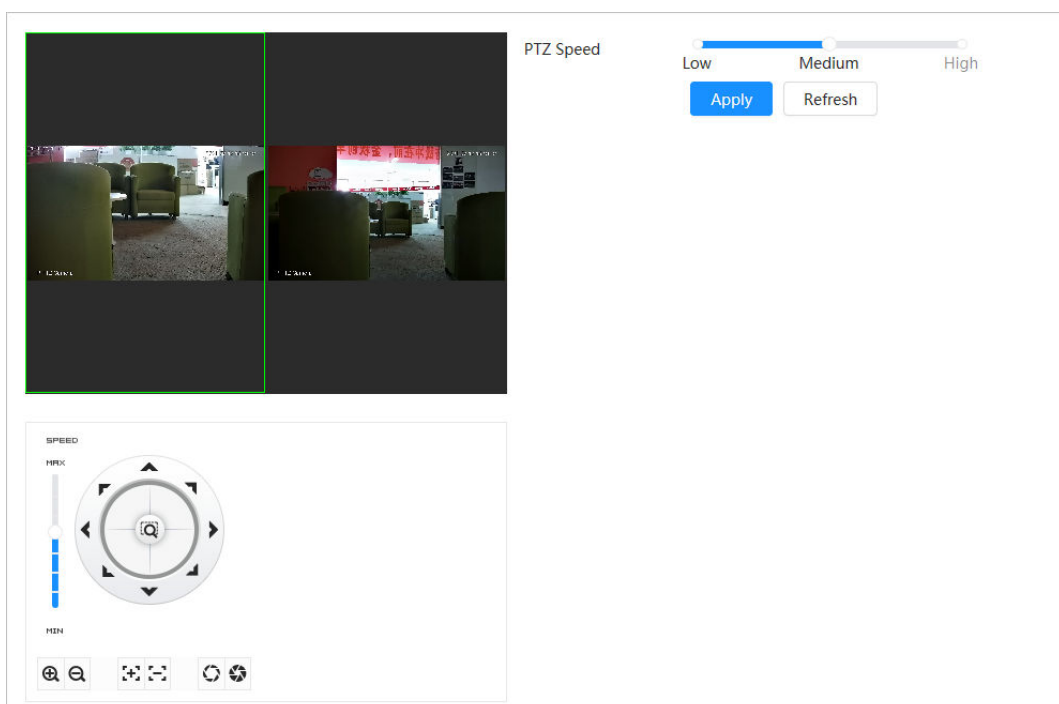 PTZ Speed
Low Medium High
Apply Refresh
SPEED
MAX
MIN